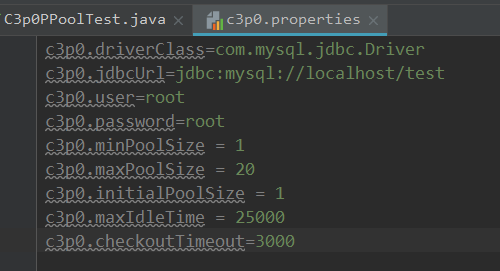 C3p0PPoolTest.java × c3p0.properties ×
c3p0.driverClass=com.mysql.jdbc.Driver
c3p0.jdbcUrl=jdbc:mysql://localhost/test
c3p0.user=root
c3p0.password=root
c3p0.minPoolSize = 1
c3p0.maxPoolSize = 20
c3p0.initialPoolSize = 1
c3p0.maxIdleTime = 25000
c3p0.checkoutTimeout=3000